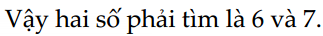 Vậy hai số phải tìm là 6 và 7.